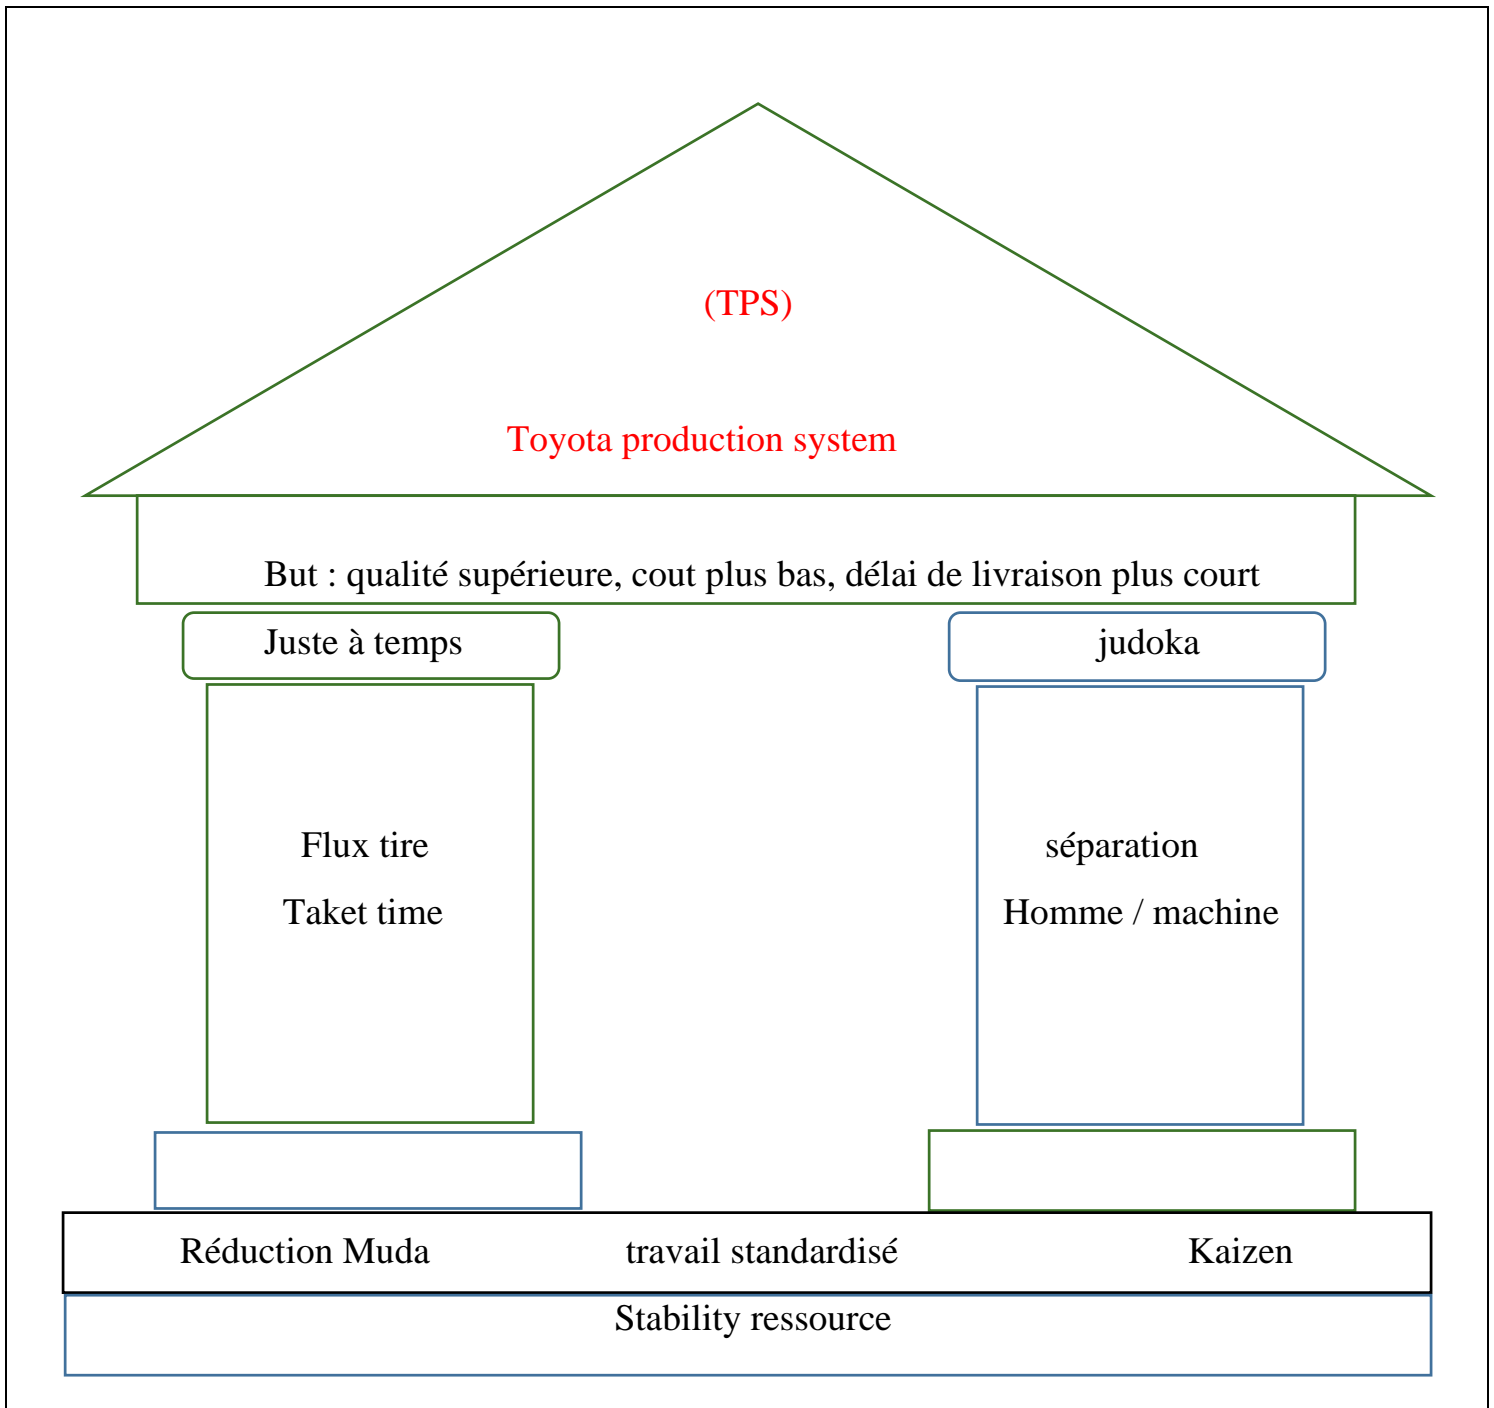 (TPS)
Toyota production system
But : qualité supérieure, cout plus bas, délai de livraison plus court
Juste à temps
judoka
Flux tire
Taket time
séparation
Homme / machine
Réduction Muda travail standardisé Kaizen
Stability ressource